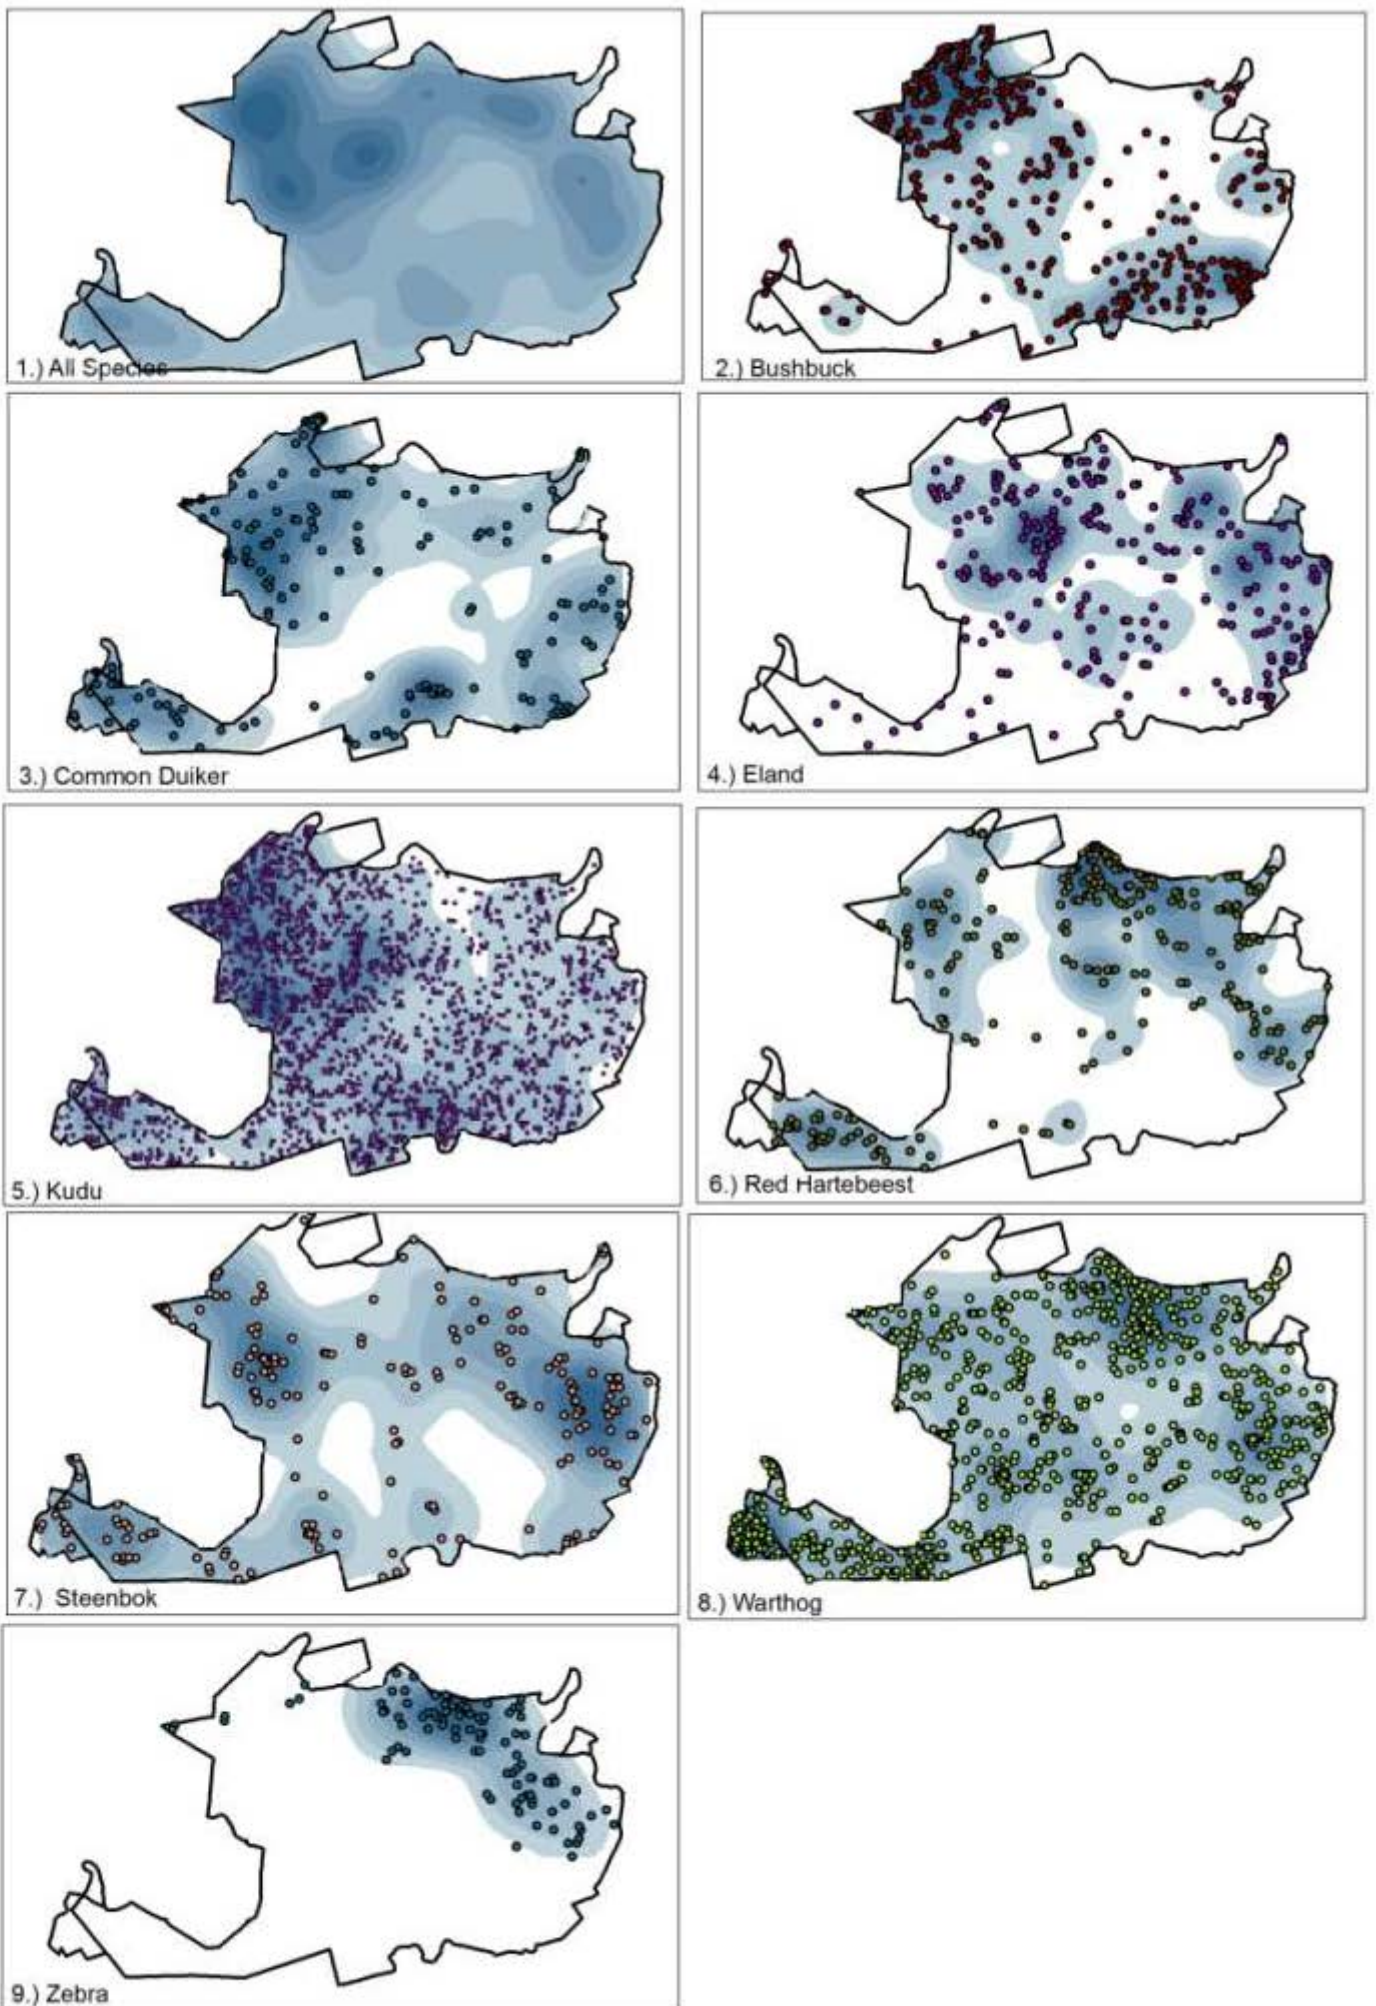 1.) All Species
2.) Bushbuck
3.) Common Duiker
4.) Eland
5.) Kudu
6.) Red Hartebeest
7.) Steenbok
8.) Warthog
9.) Zebra